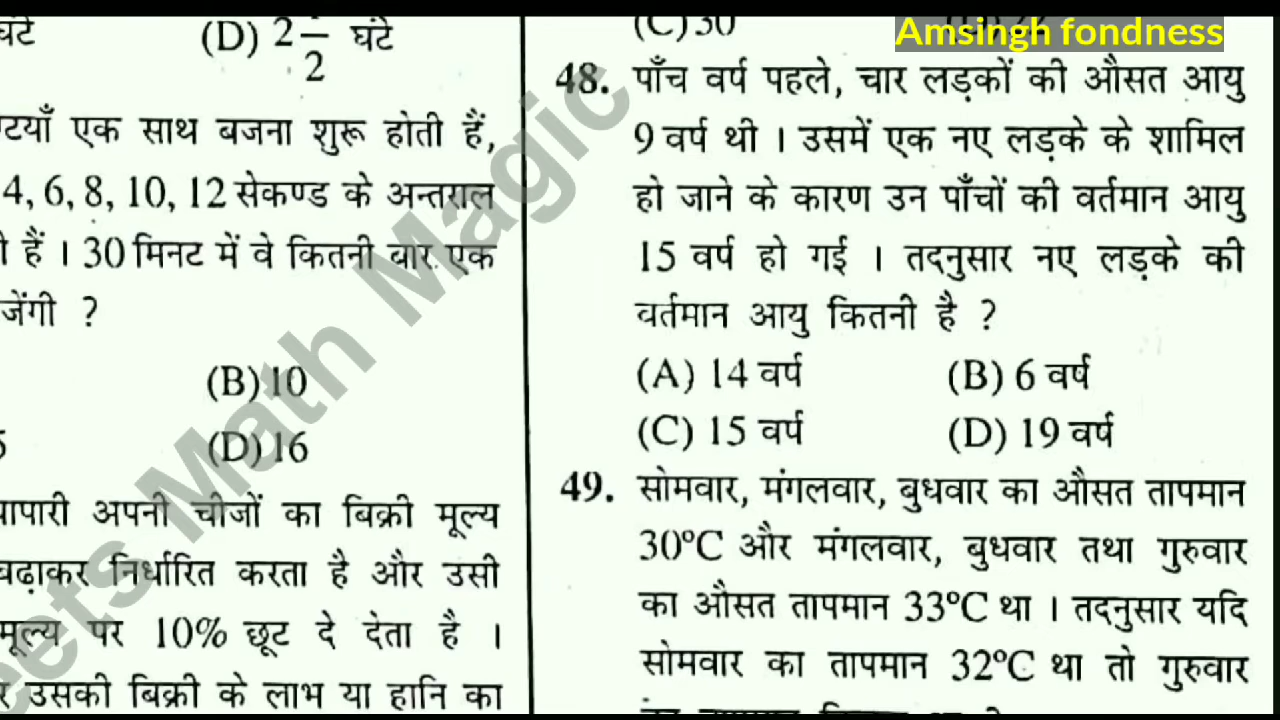 Amsingh fondness
घंटे
(D) 2 1/2 घंटे
एक साथ बजना शुरू होती हैं,
4, 6, 8, 10, 12 सेकण्ड के अन्तराल
हैं । 30 मिनट में वे कितनी बार एक
?
(B) 10
(D) 16
अपनी चीजों का बिक्री मूल्य
बढ़ाकर निर्धारित करता है और उसी
मूल्य पर 10% छूट दे देता है ।
उसकी बिक्री के लाभ या हानि का
(C) 30
48. पाँच वर्ष पहले, चार लड़कों की औसत आयु
9 वर्ष थी । उसमें एक नए लड़के के शामिल
हो जाने के कारण उन पाँचों की वर्तमान आयु
15 वर्ष हो गई । तदनुसार नए लड़के की
वर्तमान आयु कितनी है ?
(A) 14 वर्ष (B) 6 वर्ष
(C) 15 वर्ष (D) 19 वर्ष
49. सोमवार, मंगलवार, बुधवार का औसत तापमान
30°C और मंगलवार, बुधवार तथा गुरुवार
का औसत तापमान 33°C था । तदनुसार यदि
सोमवार का तापमान 32°C था तो गुरुवार
Math Magic